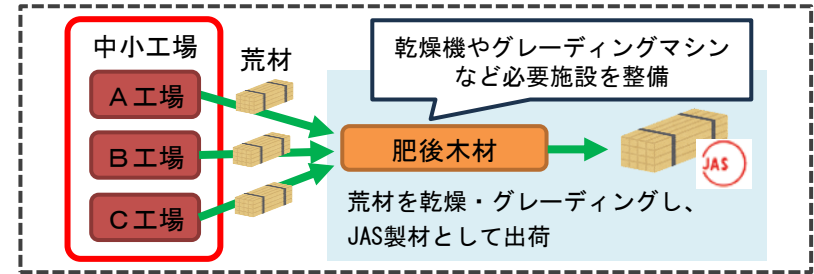 中小工場
荒材
Ａ工場
Ｂ工場
Ｃ工場
乾燥機やグレーディングマシン
など必要施設を整備
肥後木材
JAS
荒材を乾燥・グレーディングし、
JAS製材として出荷